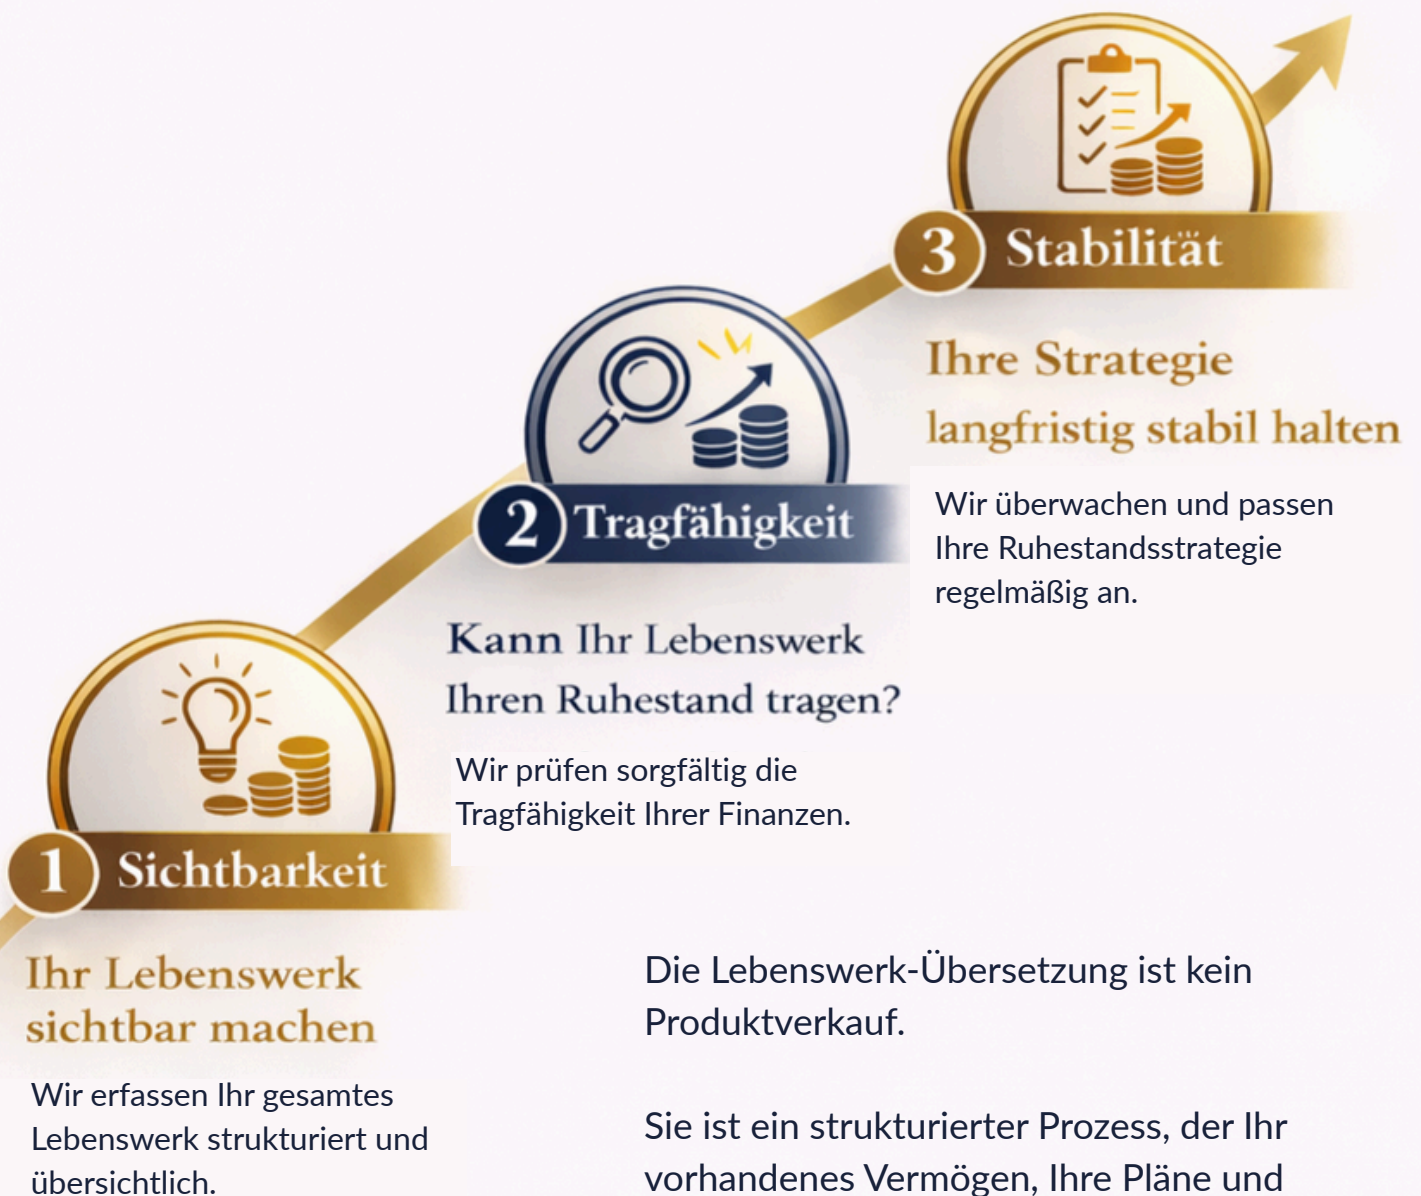 1 Sichtbarkeit
Ihr Lebenswerk
sichtbar machen
Wir erfassen Ihr gesamtes
Lebenswerk strukturiert und
übersichtlich.
2 Tragfähigkeit
Kann Ihr Lebenswerk
Ihren Ruhestand tragen?
Wir prüfen sorgfältig die
Tragfähigkeit Ihrer Finanzen.
3 Stabilität
Ihre Strategie
langfristig stabil halten
Wir überwachen und passen
Ihre Ruhestandsstrategie
regelmäßig an.
Die Lebenswerk-Übersetzung ist kein
Produktverkauf.
Sie ist ein strukturierter Prozess, der Ihr
vorhandenes Vermögen, Ihre Pläne und